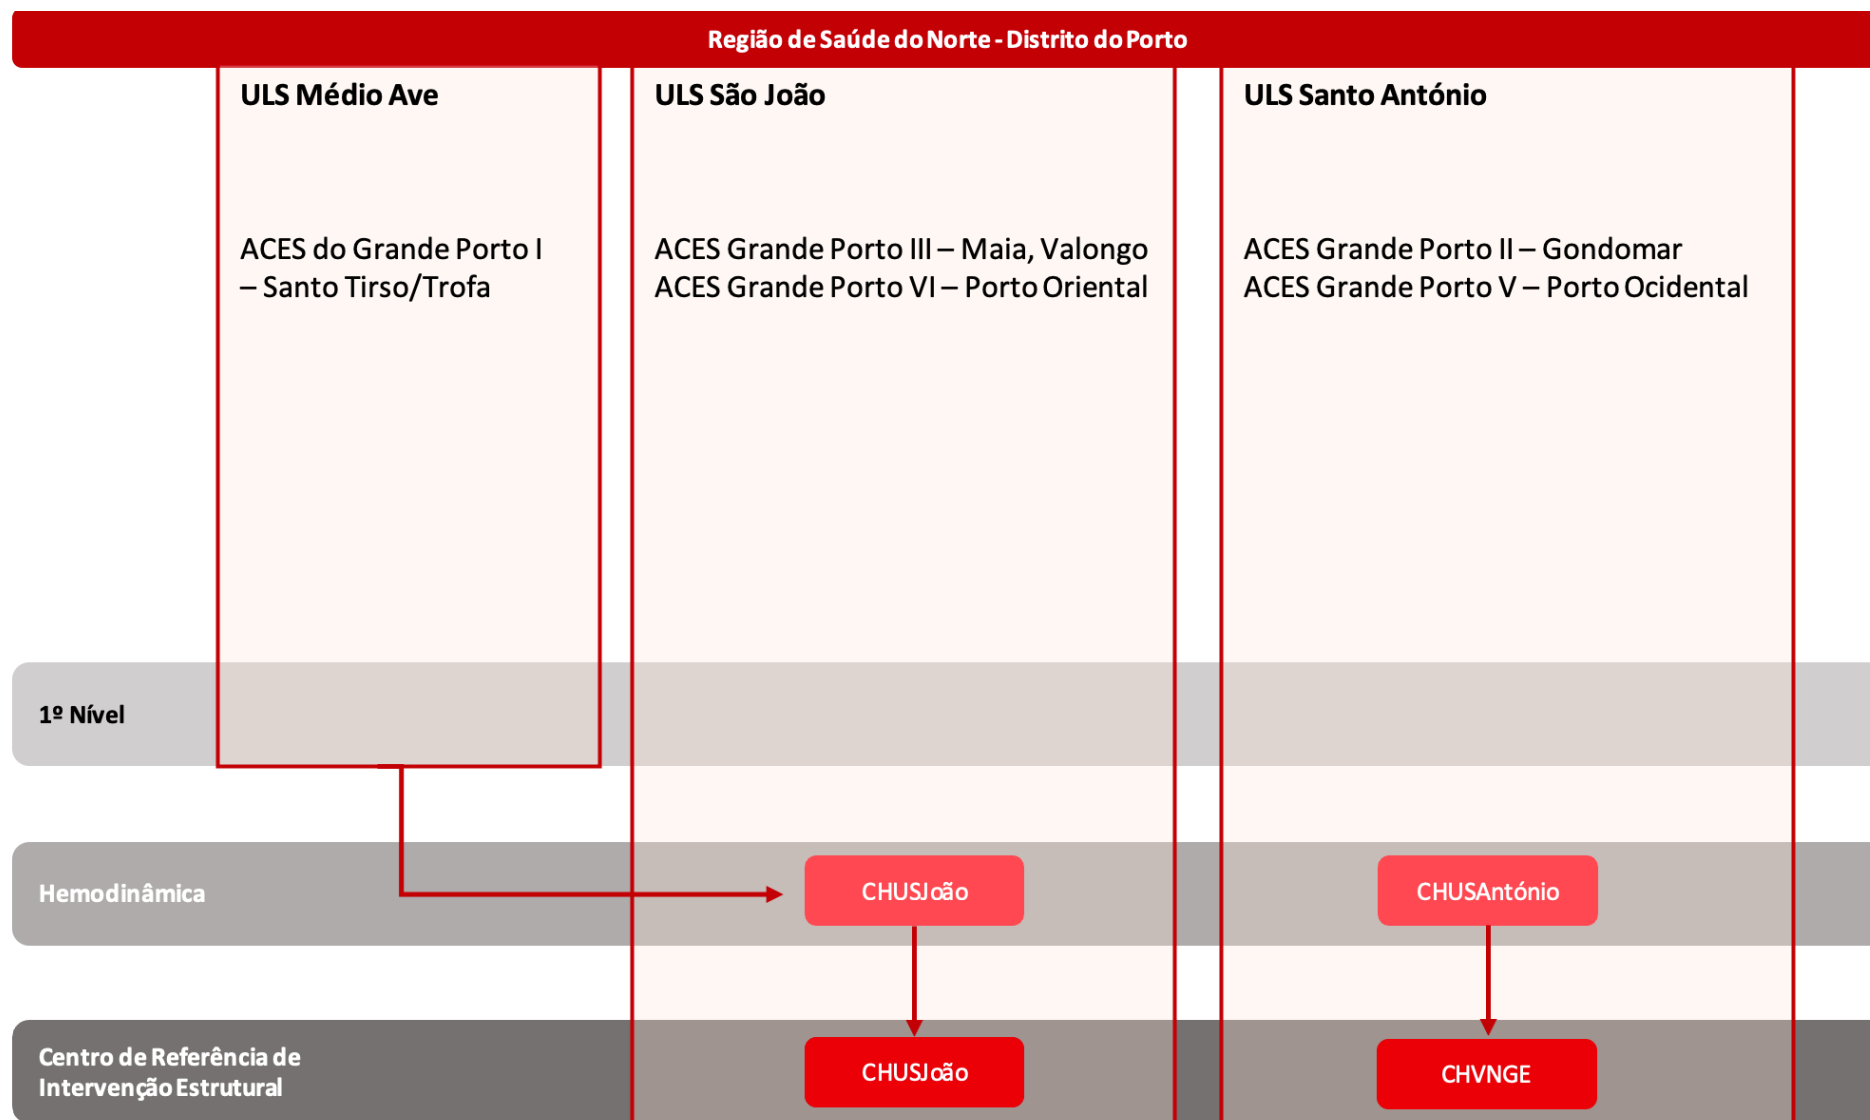 Região de Saúde do Norte - Distrito do Porto
ULS Médio Ave
ACES do Grande Porto I
– Santo Tirso/Trofa
ULS São João
ACES Grande Porto III – Maia, Valongo
ACES Grande Porto VI – Porto Oriental
ULS Santo António
ACES Grande Porto II – Gondomar
ACES Grande Porto V – Porto Ocidental
1º Nível
Hemodinâmica
CHUSJoão
CHUSAntónio
Centro de Referência de
Intervenção Estrutural
CHUSJoão
CHVNGE